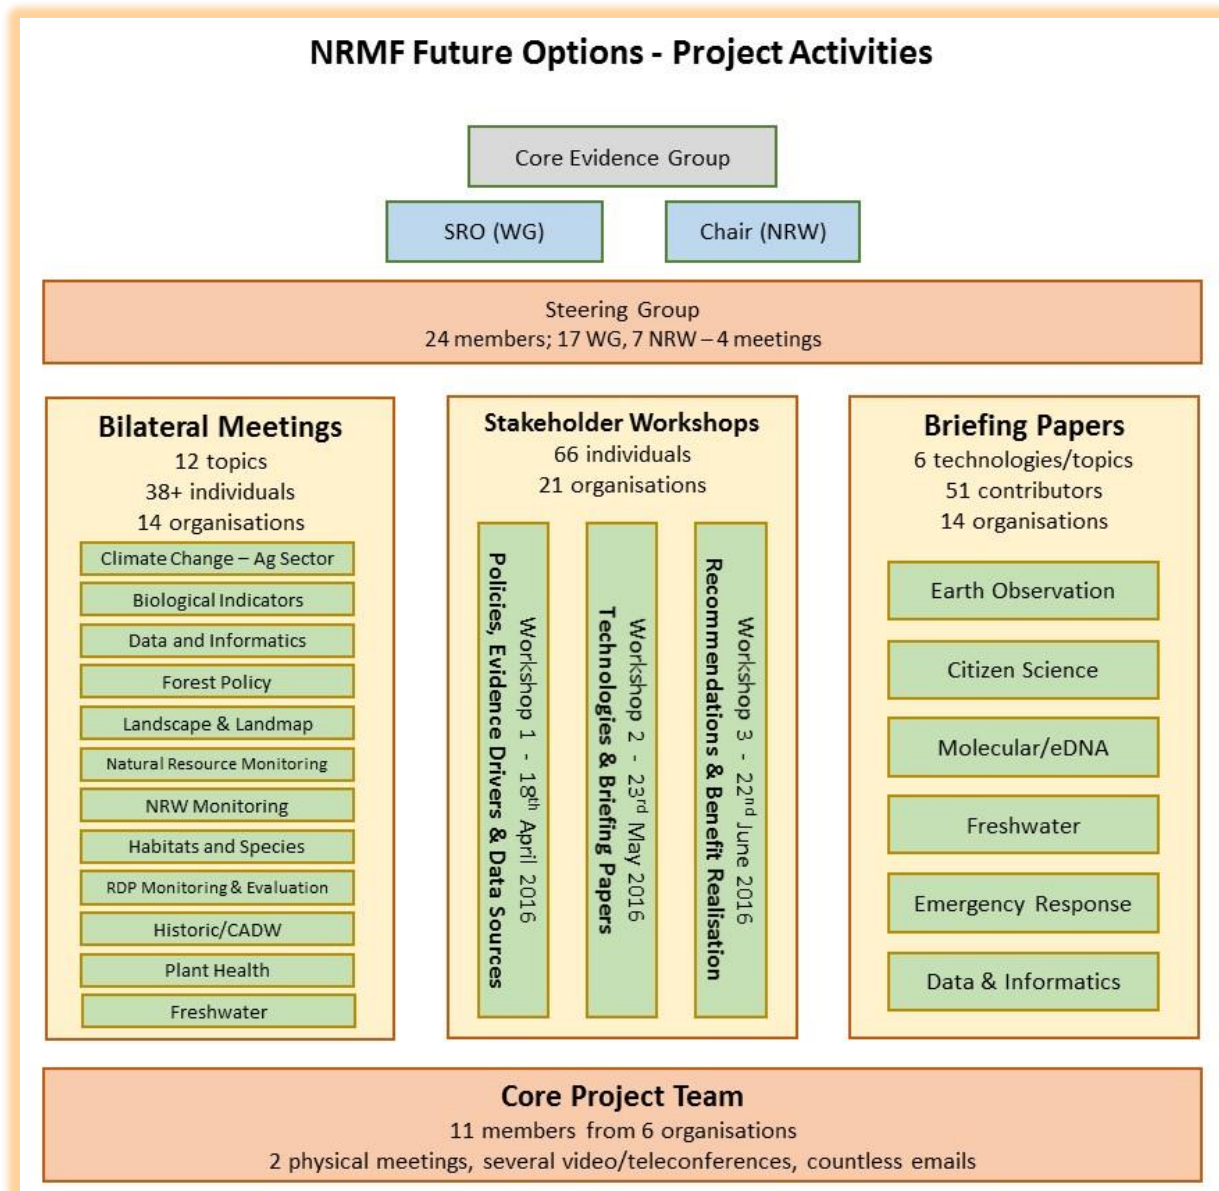 NRMF Future Options - Project Activities
Core Evidence Group
SRO (WG)
Chair (NRW)
Steering Group
24 members; 17 WG, 7 NRW – 4 meetings
Bilateral Meetings
12 topics
38+ individuals
14 organisations
Climate Change – Ag Sector
Biological Indicators
Data and Informatics
Forest Policy
Landscape & Landmap
Natural Resource Monitoring
NRW Monitoring
Habitats and Species
RDP Monitoring & Evaluation
Historic/CADW
Plant Health
Freshwater
Stakeholder Workshops
66 individuals
21 organisations
Workshop 1 - 18th April 2016
Policies, Evidence Drivers & Data Sources
Workshop 2 - 23rd May 2016
Technologies & Briefing Papers
Workshop 3 - 22nd June 2016
Recommendations & Benefit Realisation
Briefing Papers
6 technologies/topics
51 contributors
14 organisations
Earth Observation
Citizen Science
Molecular/eDNA
Freshwater
Emergency Response
Data & Informatics
Core Project Team
11 members from 6 organisations
2 physical meetings, several video/teleconferences, countless emails